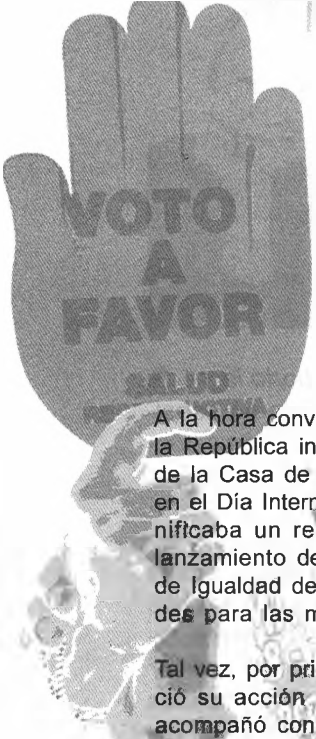 VOTO
A
FAVOR
SALUD
A la hora conv
la República in
de la Casa de
en el Día Interr
nificaba un re
lanzamiento de
de Igualdad de
des para las m
Tal vez, por pri
ció su acción
acompañó con